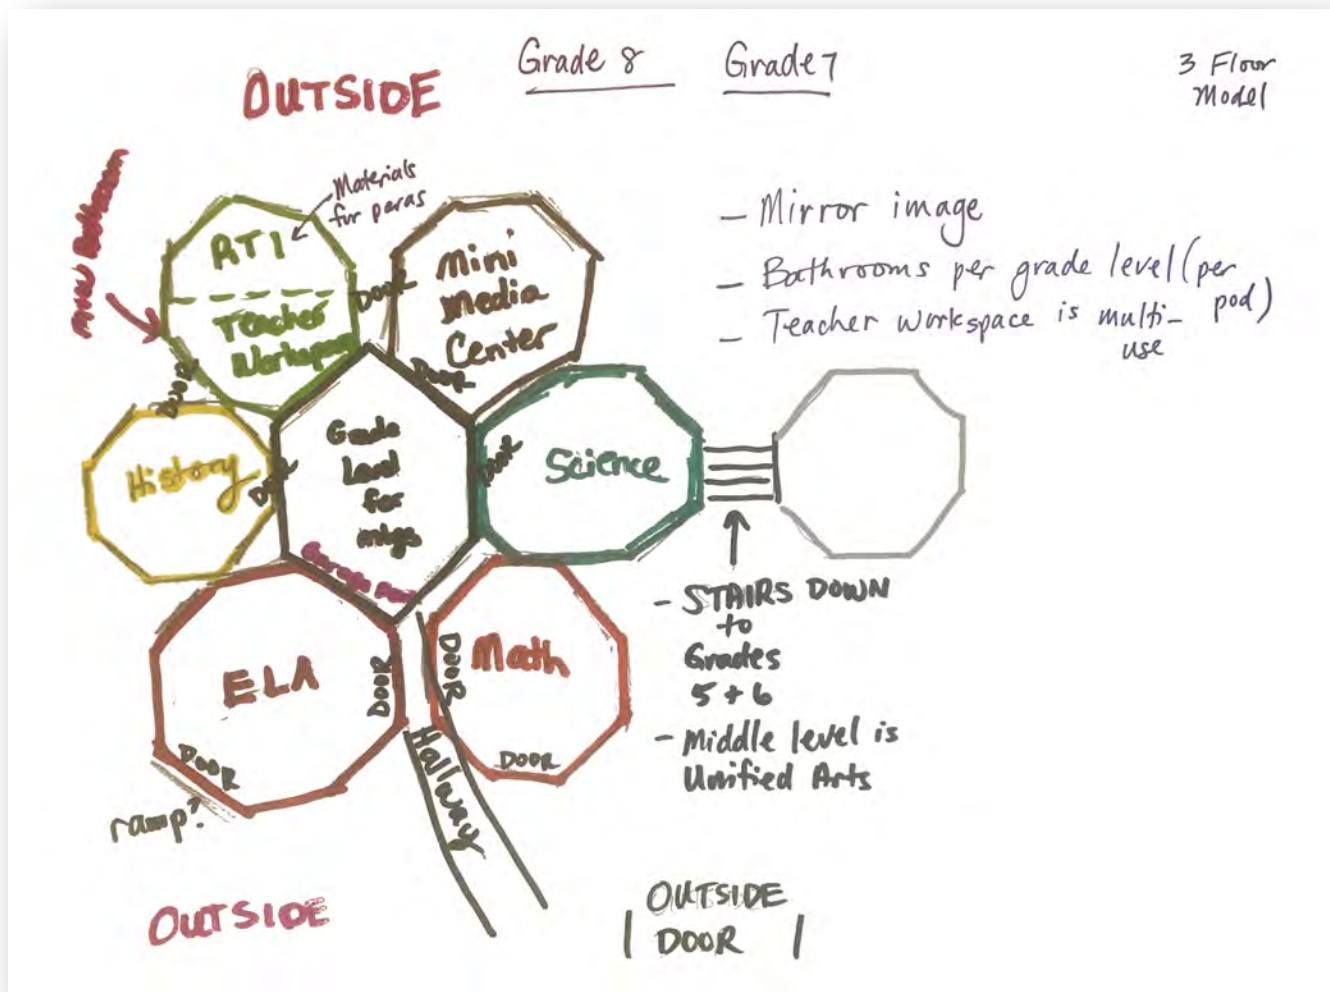 Grade 8
Grade 7
3 Floor
Model
OUTSIDE
Materials
for paras
RTI
Teacher
Workspace
DOOR
Mini
Media
Center
DOOR
- Mirror image
- Bathrooms per grade level (per
pod)
- Teacher workspace is multi-
use
DOOR
History
DOOR
Grade
Level
for
mtgs
Garage Door
DOOR
Science
- STAIRS DOWN
to
Grades
5 + 6
- Middle level is
Unified Arts
ELA
DOOR
DOOR
ramp?
DOOR
Math
DOOR
Hallway
OUTSIDE
OUTSIDE
DOOR